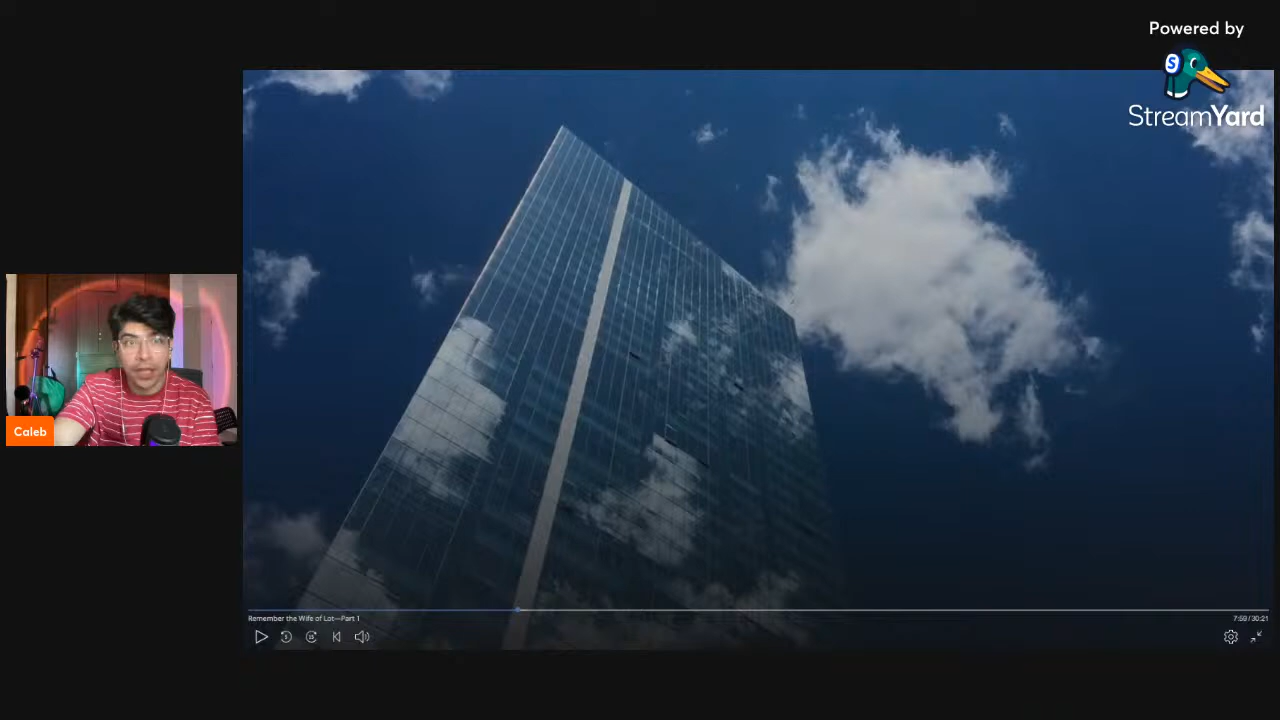 Powered by
S
StreamYard
Caleb
Remember the Wife of Lot—Part 1
7:59/30:21